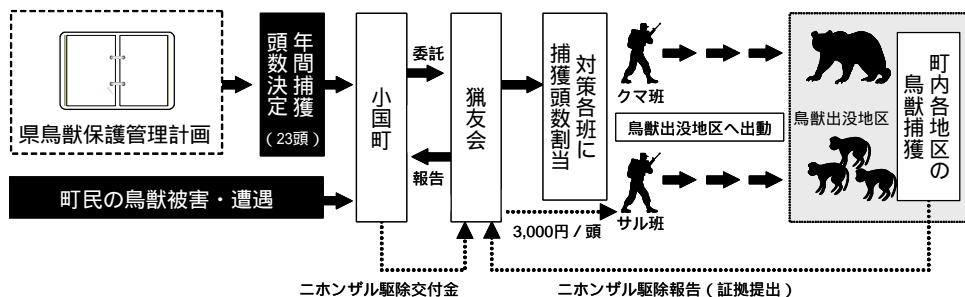 県鳥獣保護管理計画
年間捕獲
頭数決定
（23頭）
町民の鳥獣被害・遭遇
小国町
委託
報告
猟友会
対策各班に
捕獲頭数割当
クマ班
鳥獣出没地区へ出動
サル班
3,000円 / 頭
鳥獣出没地区
町内各地区の
鳥獣捕獲
ニホンザル駆除交付金
ニホンザル駆除報告（証拠提出）